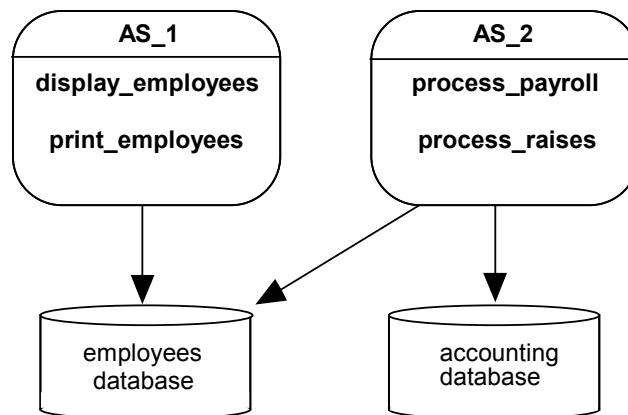 AS_1
display_employees
print_employees
AS_2
process_payroll
process_raises
employees
database
accounting
database